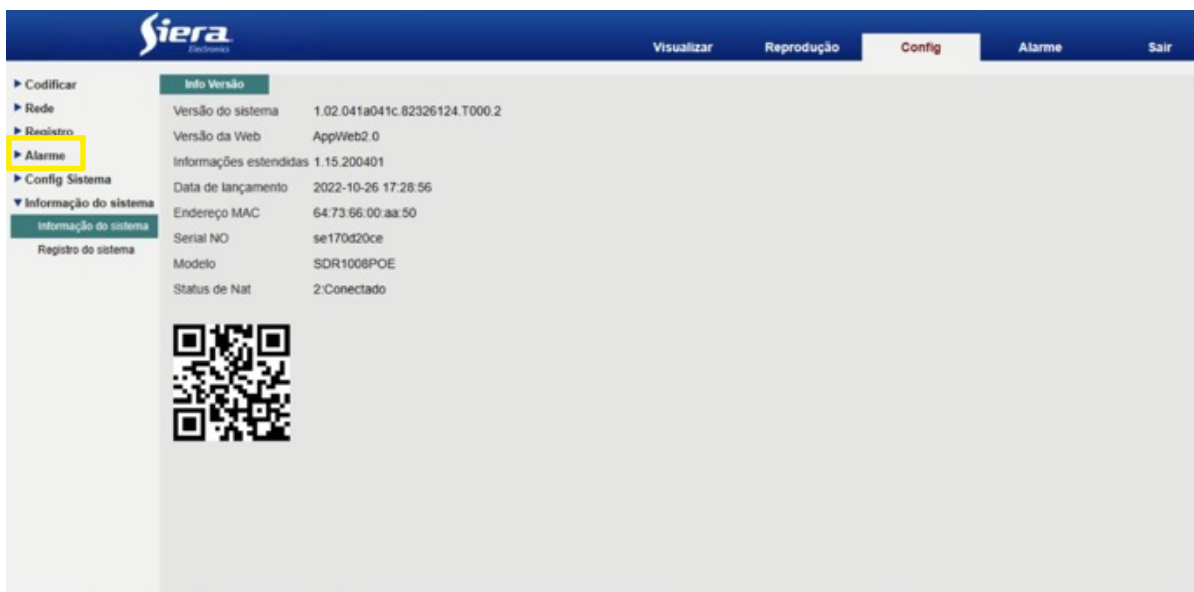 Siera
Electronics
Visualizar Reprodução Config Alarme Sair
Codificar
Rede
Registro
Alarme
Config Sistema
Informação do sistema
Informação do sistema
Registro do sistema
Info Versão
Versão do sistema 1.02.041a041c.82326124.T000.2
Versão da Web AppWeb2.0
Informações estendidas 1.15.200401
Data de lançamento 2022-10-26 17:28:56
Endereço MAC 64:73:66:00:aa:50
Serial NO se170d20ce
Modelo SDR1008POE
Status de Nat 2:Conectado